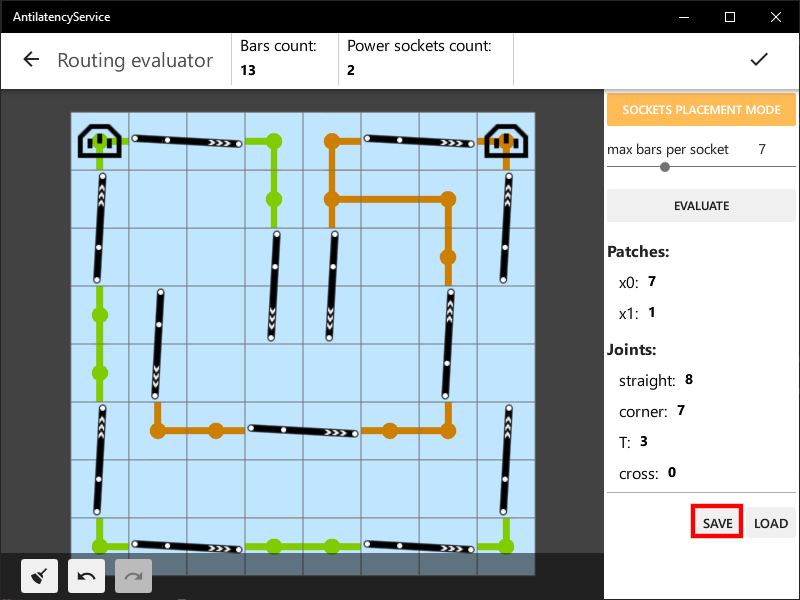 AntilatencyService
Routing evaluator
Bars count:
13
Power sockets count:
2
SOCKETS PLACEMENT MODE
max bars per socket 7
EVALUATE
Patches:
x0: 7
x1: 1
Joints:
straight: 8
corner: 7
T: 3
cross: 0
SAVE LOAD